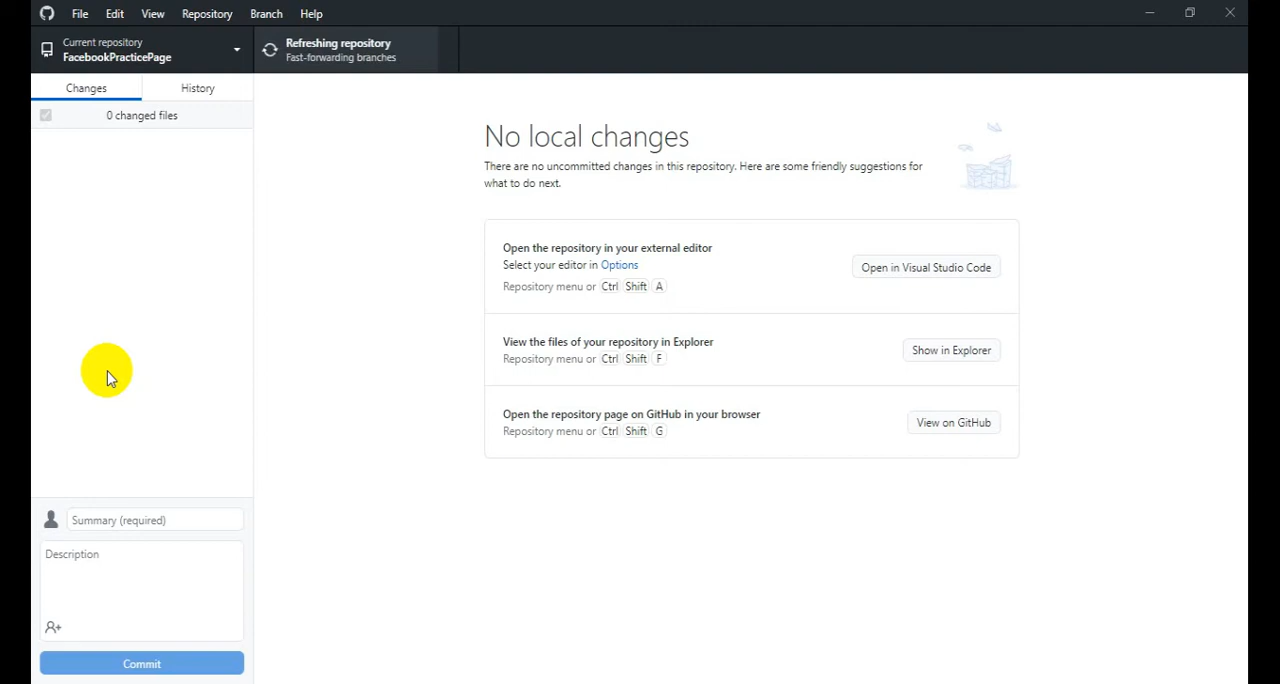 File Edit View Repository Branch Help
Current repository
FacebookPracticePage
Refreshing repository
Fast-forwarding branches
Changes History
0 changed files
No local changes
There are no uncommitted changes in this repository. Here are some friendly suggestions for
what to do next.
Open the repository in your external editor
Select your editor in Options
Repository menu or Ctrl Shift A
Open in Visual Studio Code
View the files of your repository in Explorer
Repository menu or Ctrl Shift F
Show in Explorer
Open the repository page on GitHub in your browser
Repository menu or Ctrl Shift G
View on GitHub
Summary (required)
Description
Commit